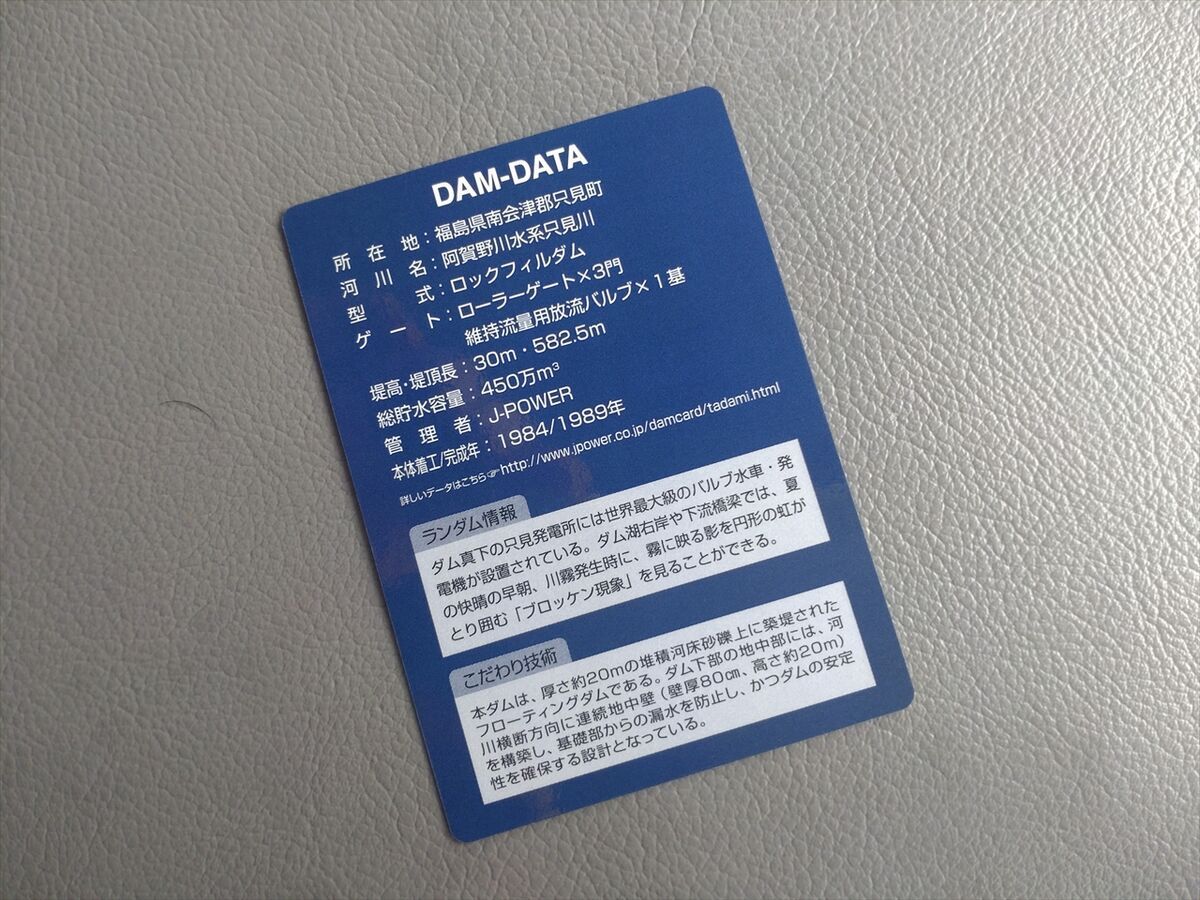 DAM-DATA
所在地：福島県南会津郡只見町
河川名：阿賀野川水系只見川
型式：ロックフィルダム
ゲート：ローラーゲート×3門
維持流量用放流バルブ×1基
堤高・堤頂長：30m・582.5m
総貯水容量：450万m³
管理者：J-POWER
本体着工/完成年：1984/1989年
詳しいデータはこちら☞http://www.jpower.co.jp/damcard/tadami.html
ランダム情報
ダム真下の只見発電所には世界最大級のバルブ水車・発
電機が設置されている。ダム湖右岸や下流橋梁では、夏
の快晴の早朝、川霧発生時に、霧に映る影を円形の虹が
とり囲む「ブロッケン現象」を見ることができる。
こだわり技術
本ダムは、厚さ約20mの堆積河床砂礫上に築堤された
フローティングダムである。ダム下部の地中部には、河
川横断方向に連続地中壁（壁厚80㎝、高さ約20m）
を構築し、基礎部からの漏水を防止し、かつダムの安定
性を確保する設計となっている。